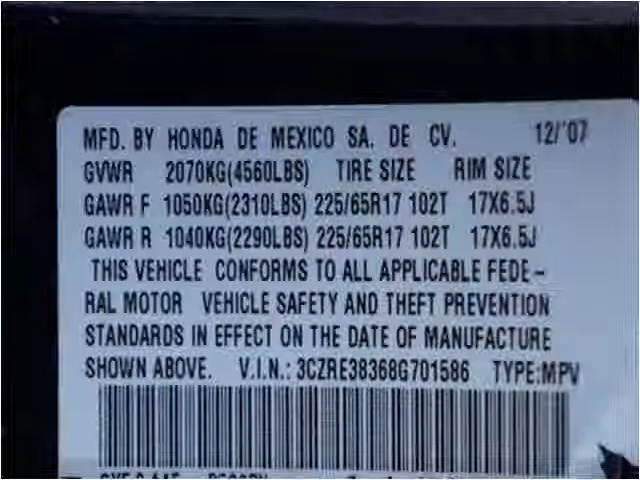 MFD. BY HONDA DE MEXICO SA. DE CV. 12/'07
GVWR 2070KG(4560LBS) TIRE SIZE RIM SIZE
GAWR F 1050KG(2310LBS) 225/65R17 102T 17X6.5J
GAWR R 1040KG(2290LBS) 225/65R17 102T 17X6.5J
THIS VEHICLE CONFORMS TO ALL APPLICABLE FEDE-
RAL MOTOR VEHICLE SAFETY AND THEFT PREVENTION
STANDARDS IN EFFECT ON THE DATE OF MANUFACTURE
SHOWN ABOVE. V.I.N.: 3CZRE38368G701586 TYPE:MPV